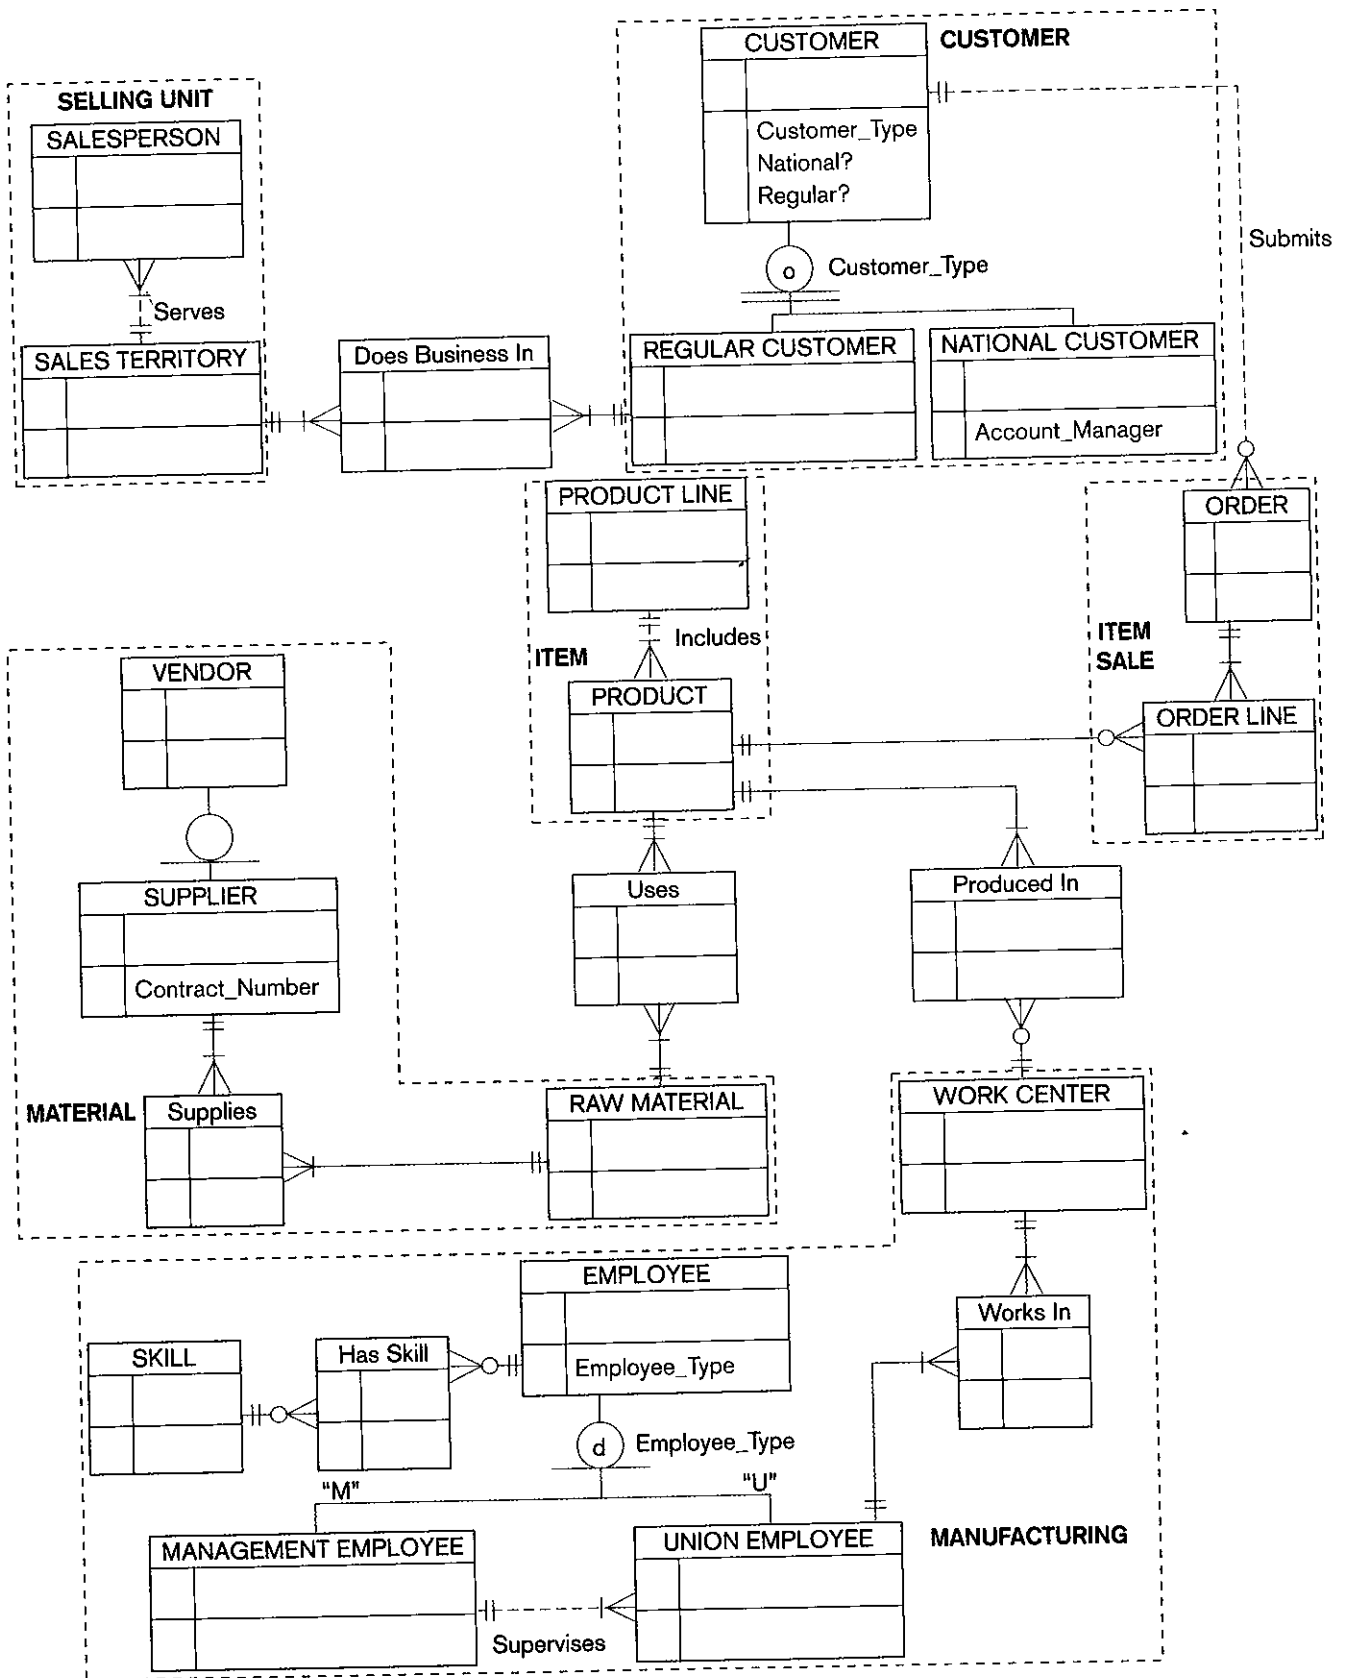 CUSTOMER
CUSTOMER
Customer_Type
National?
Regular?
SELLING UNIT
SALESPERSON
Submits
o
Customer_Type
Serves
SALES TERRITORY
Does Business In
REGULAR CUSTOMER
NATIONAL CUSTOMER
Account_Manager
PRODUCT LINE
ORDER
Includes
ITEM
ITEM
SALE
VENDOR
PRODUCT
ORDER LINE
SUPPLIER
Contract_Number
Uses
Produced In
MATERIAL
Supplies
RAW MATERIAL
WORK CENTER
EMPLOYEE
Employee_Type
Works In
SKILL
Has Skill
d
Employee_Type
"M"
"U"
MANAGEMENT EMPLOYEE
UNION EMPLOYEE
MANUFACTURING
Supervises